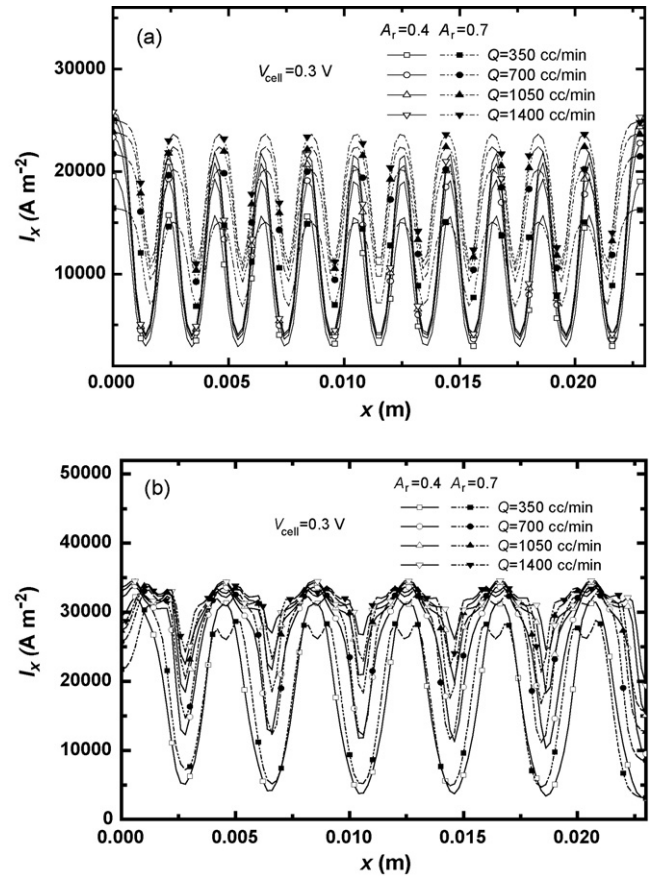 (a)
A_r=0.4 A_r=0.7
V_cell=0.3 V
Q=350 cc/min
Q=700 cc/min
Q=1050 cc/min
Q=1400 cc/min
30000
20000
10000
I_x (A m⁻²)
0.000 0.005 0.010 0.015 0.020
x (m)
(b)
A_r=0.4 A_r=0.7
V_cell=0.3 V
Q=350 cc/min
Q=700 cc/min
Q=1050 cc/min
Q=1400 cc/min
50000
40000
30000
20000
10000
0
I_x (A m⁻²)
0.000 0.005 0.010 0.015 0.020
x (m)